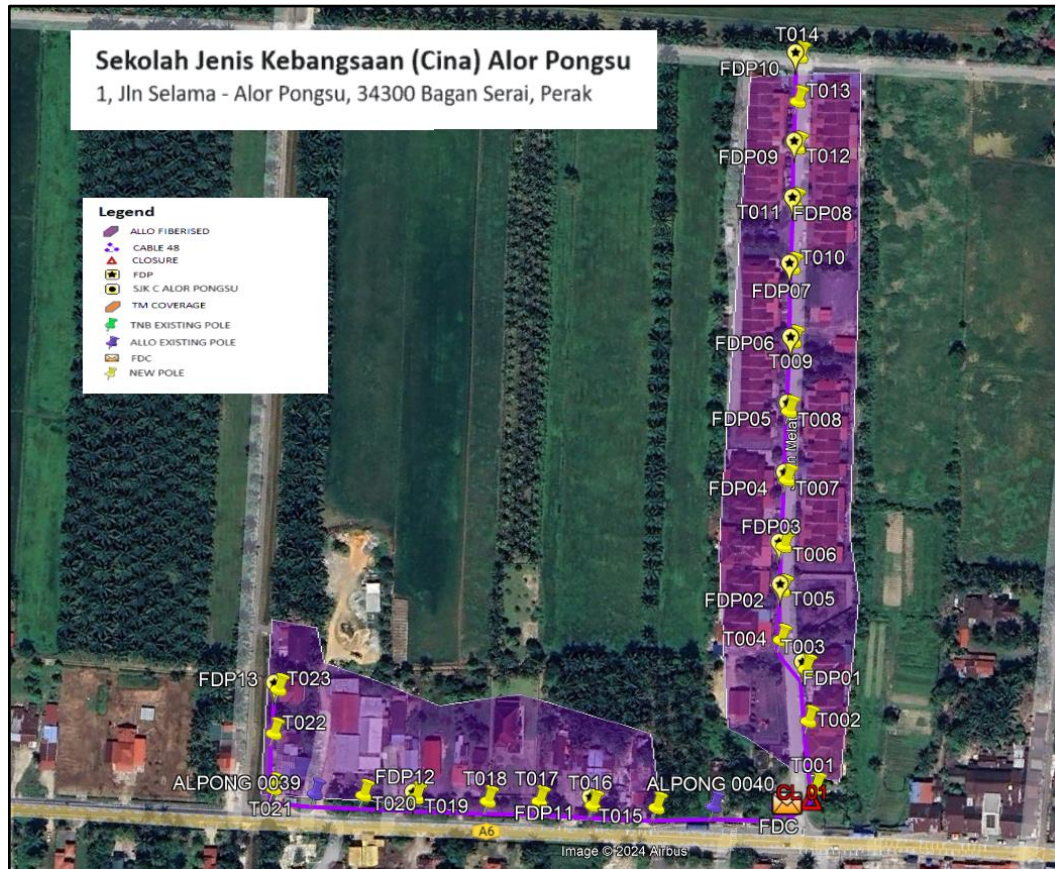 Sekolah Jenis Kebangsaan (Cina) Alor Pongsu
1, Jln Selama - Alor Pongsu, 34300 Bagan Serai, Perak
Legend
ALLO FIBERISED
CABLE 48
CLOSURE
FDP
SJK C ALOR PONGSU
TM COVERAGE
TNB EXISTING POLE
ALLO EXISTING POLE
FDC
NEW POLE
T014
FDP10
T013
FDP09
T012
T011
FDP08
T010
FDP07
FDP06
T009
FDP05
T008
FDP04
T007
FDP03
T006
FDP02
T005
T004
T003
FDP01
T002
T001
CL 01
FDC
FDP13
T023
T022
ALPONG 0039
T021
T020
FDP12
T019
T018
T017
FDP11
T016
T015
ALPONG 0040
A6
Image © 2024 Airbus